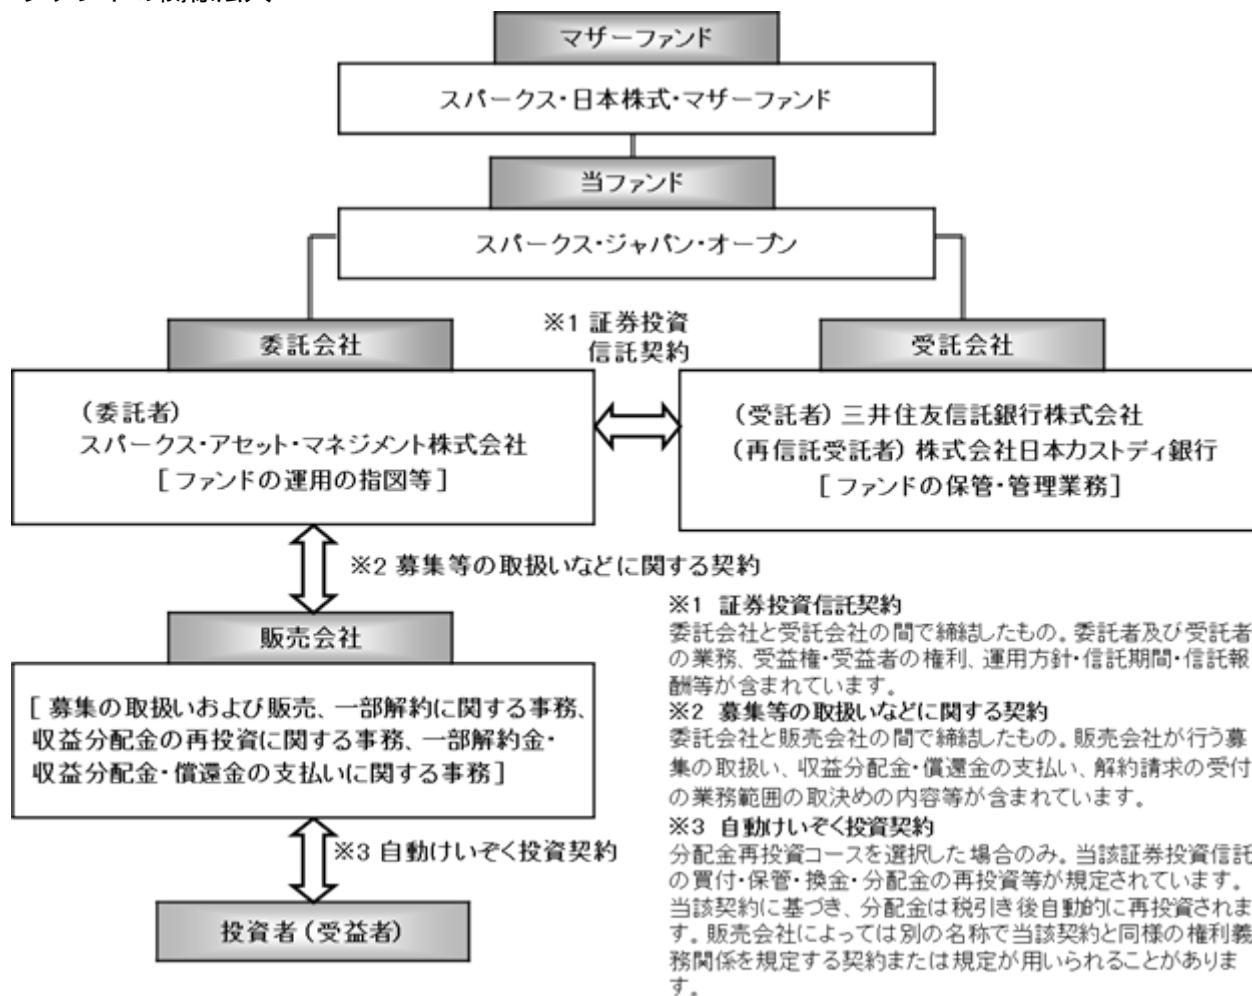 マザーファンド
スパークス・日本株式・マザーファンド
当ファンド
スパークス・ジャパン・オープン
委託会社
※1 証券投資
信託契約
受託会社
（委託者）
スパークス・アセット・マネジメント株式会社
［ファンドの運用の指図等］
（受託者）三井住友信託銀行株式会社
（再信託受託者）株式会社日本カストディ銀行
［ファンドの保管・管理業務］
※2 募集等の取扱いなどに関する契約
販売会社
［募集の取扱いおよび販売、一部解約に関する事務、
収益分配金の再投資に関する事務、一部解約金・
収益分配金・償還金の支払いに関する事務］
※3 自動けいぞく投資契約
投資者（受益者）
※1 証券投資信託契約
委託会社と受託会社の間で締結したもの。委託者及び受託者
の業務、受益権・受益者の権利、運用方針・信託期間・信託報
酬等が含まれています。
※2 募集等の取扱いなどに関する契約
委託会社と販売会社の間で締結したもの。販売会社が行う募
集の取扱い、収益分配金・償還金の支払い、解約請求の受付
の業務範囲の取決めの内容等が含まれています。
※3 自動けいぞく投資契約
分配金再投資コースを選択した場合のみ。当該証券投資信託
の買付・保管・換金・分配金の再投資等が規定されています。
当該契約に基づき、分配金は税引き後自動的に再投資されま
す。販売会社によっては別の名称で当該契約と同様の権利義
務関係を規定する契約または規定が用いられることがありま
す。